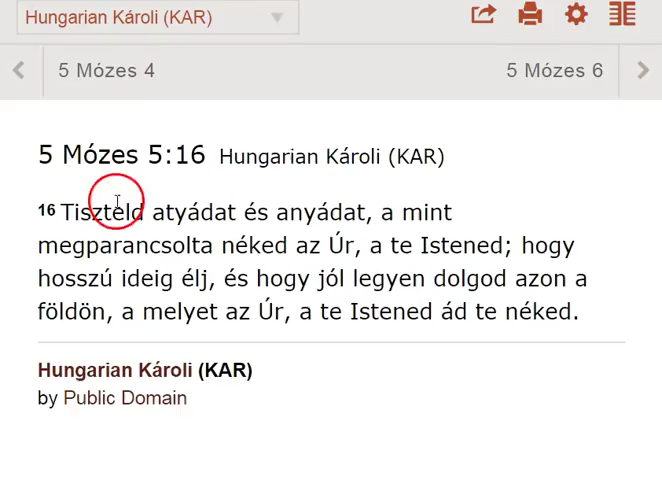 Hungarian Károli (KAR)
5 Mózes 4
5 Mózes 6
5 Mózes 5:16 Hungarian Károli (KAR)
16 Tiszteld atyádat és anyádat, a mint
megparancsolta néked az Úr, a te Istened; hogy
hosszú ideig élj, és hogy jól legyen dolgod azon a
földön, a melyet az Úr, a te Istened ád te néked.
Hungarian Károli (KAR)
by Public Domain